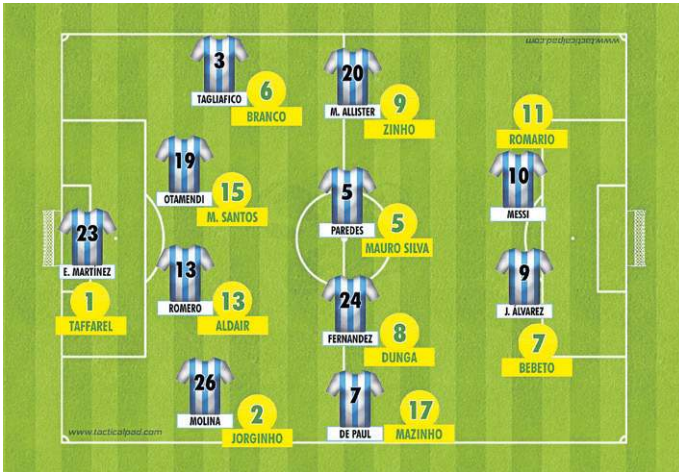 www.tacticalpad.com
3
TAGLIAFICO
6
BRANCO
20
M. ALLISTER
9
ZINHO
11
ROMARIO
19
OTAMENDI
15
M. SANTOS
5
PAREDES
5
MAURO SILVA
10
MESSI
23
E. MARTÍNEZ
1
TAFFAREL
13
ROMERO
13
ALDAIR
24
FERNANDEZ
8
DUNGA
9
J. ÁLVAREZ
7
BEBETO
26
MOLINA
2
JORGINHO
7
DE PAUL
17
MAZINHO
www.tacticalpad.com